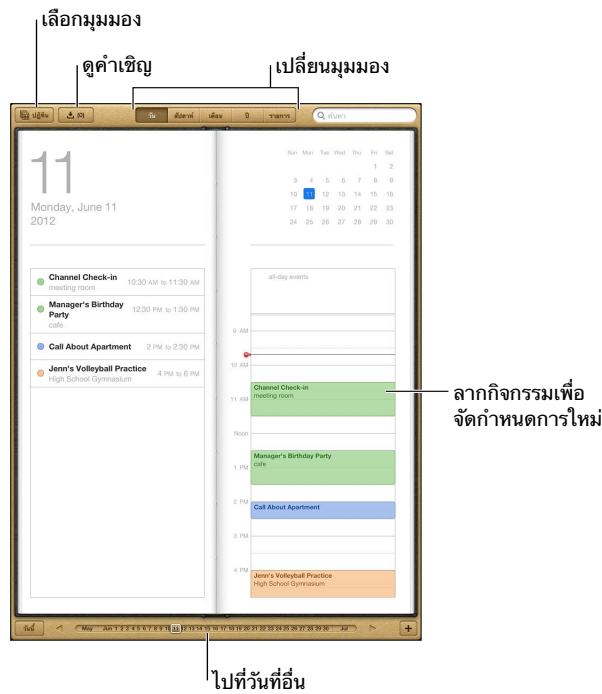 เลือกมุมมอง
ดูคำเชิญ
เปลี่ยนมุมมอง
ปฏิทิน
(0)
วัน สัปดาห์ เดือน ปี รายการ
ค้นหา
11
Monday, June 11
2012
Sun Mon Tue Wed Thu Fri Sat
1 2
3 4 5 6 7 8 9
10 11 12 13 14 15 16
17 18 19 20 21 22 23
24 25 26 27 28 29 30
Channel Check-in 10:30 AM to 11:30 AM
meeting room
Manager's Birthday Party 12:30 PM to 1:30 PM
cafe
Call About Apartment 2 PM to 2:30 PM
Jenn's Volleyball Practice 4 PM to 6 PM
High School Gymnasium
all-day events
9 AM
10 AM
Channel Check-in
meeting room
11 AM
Noon
Manager's Birthday Party
cafe
1 PM
2 PM
Call About Apartment
3 PM
4 PM
Jenn's Volleyball Practice
High School Gymnasium
ลากกิจกรรมเพื่อ
จัดกำหนดการใหม่
วันนี้
May Jun 1 2 3 4 5 6 7 8 9 10 11 12 13 14 15 16 17 18 19 20 21 22 23 24 25 26 27 28 29 30 Jul
+
ไปที่วันที่อื่น